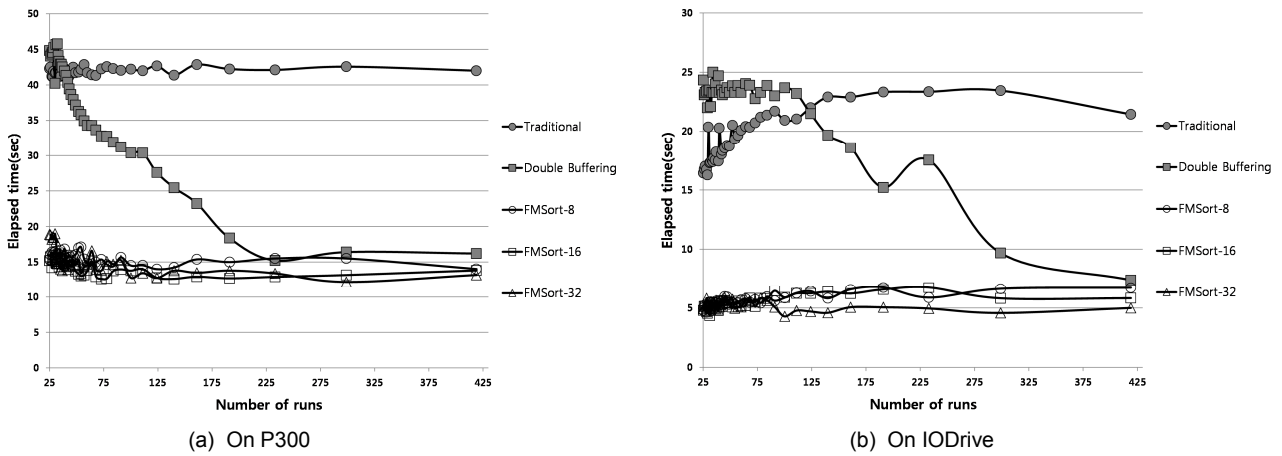 50
45
40
35
30
25
20
15
10
5
0
Elapsed time(sec)
25 75 125 175 225 275 325 375 425
Number of runs
Traditional
Double Buffering
FMSort-8
FMSort-16
FMSort-32
(a) On P300
30
25
20
15
10
5
0
Elapsed time(sec)
25 75 125 175 225 275 325 375 425
Number of runs
Traditional
Double Buffering
FMSort-8
FMSort-16
FMSort-32
(b) On IODrive